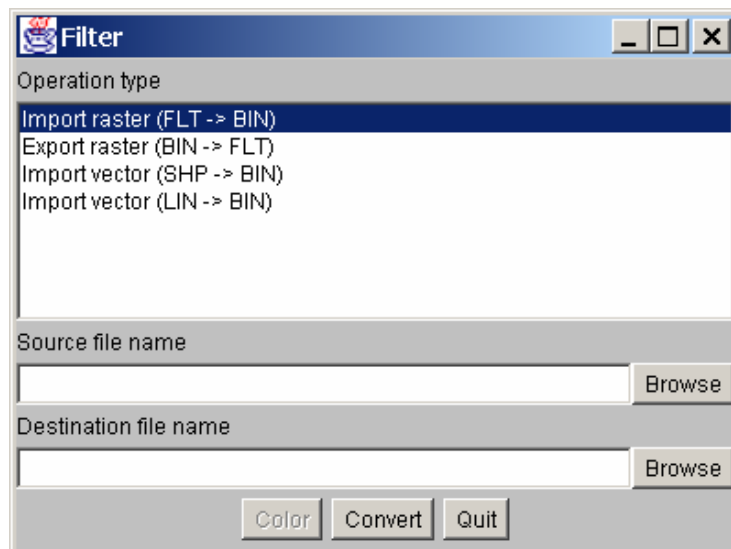 Filter
Operation type
Import raster (FLT -> BIN)
Export raster (BIN -> FLT)
Import vector (SHP -> BIN)
Import vector (LIN -> BIN)
Source file name
Browse
Destination file name
Browse
Color Convert Quit